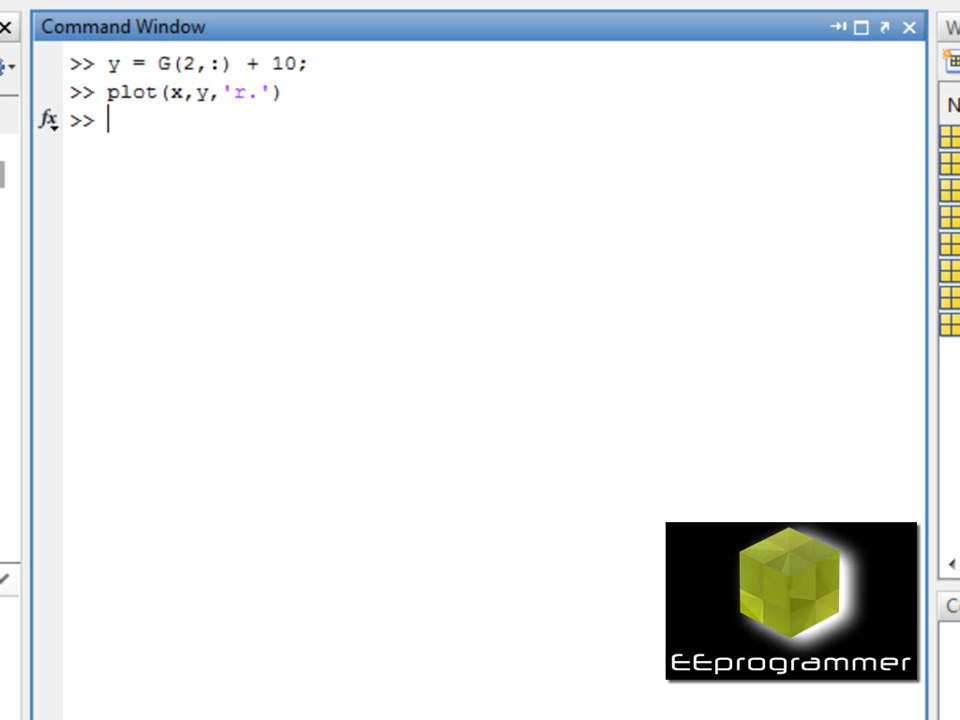 Command Window
>> y = G(2,:) + 10;
>> plot(x,y,'r.')
fx >>
W
N
C
EEprogrammer